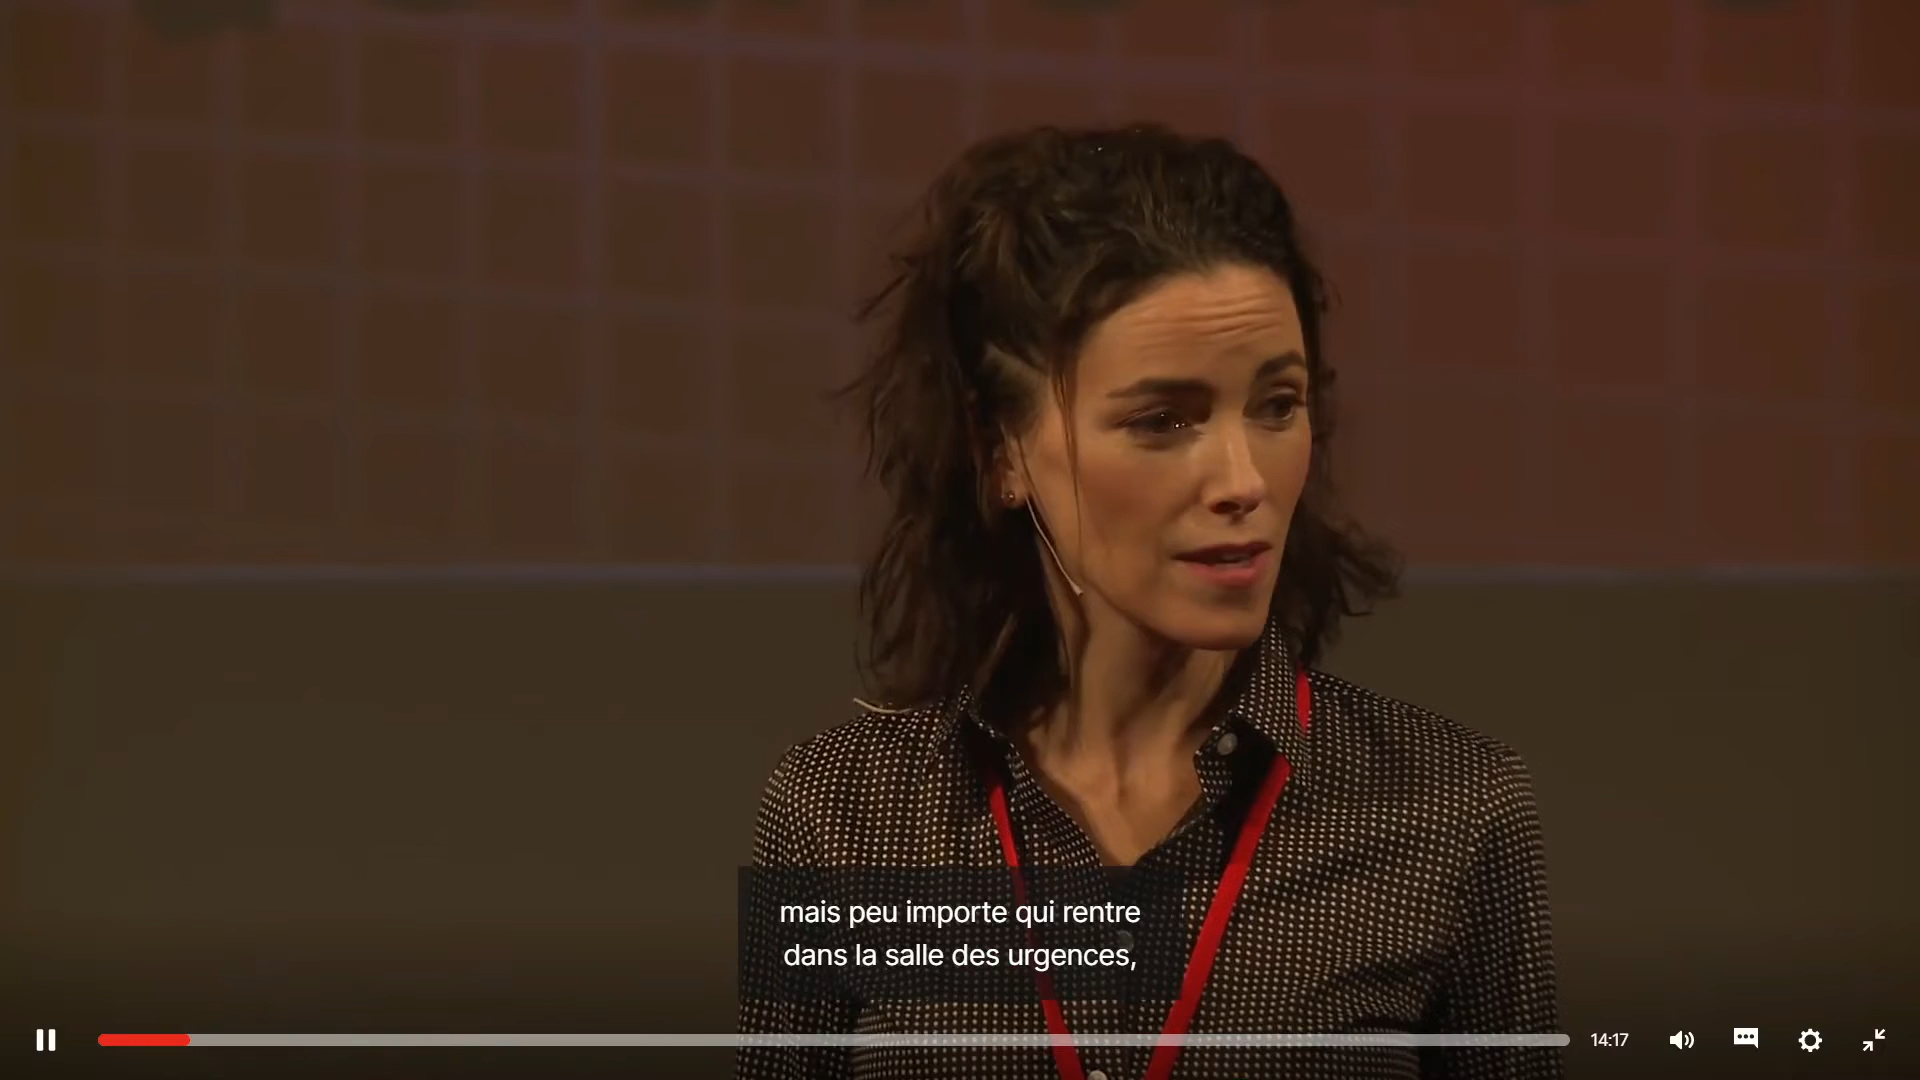 mais peu importe qui rentre
dans la salle des urgences,
14:17